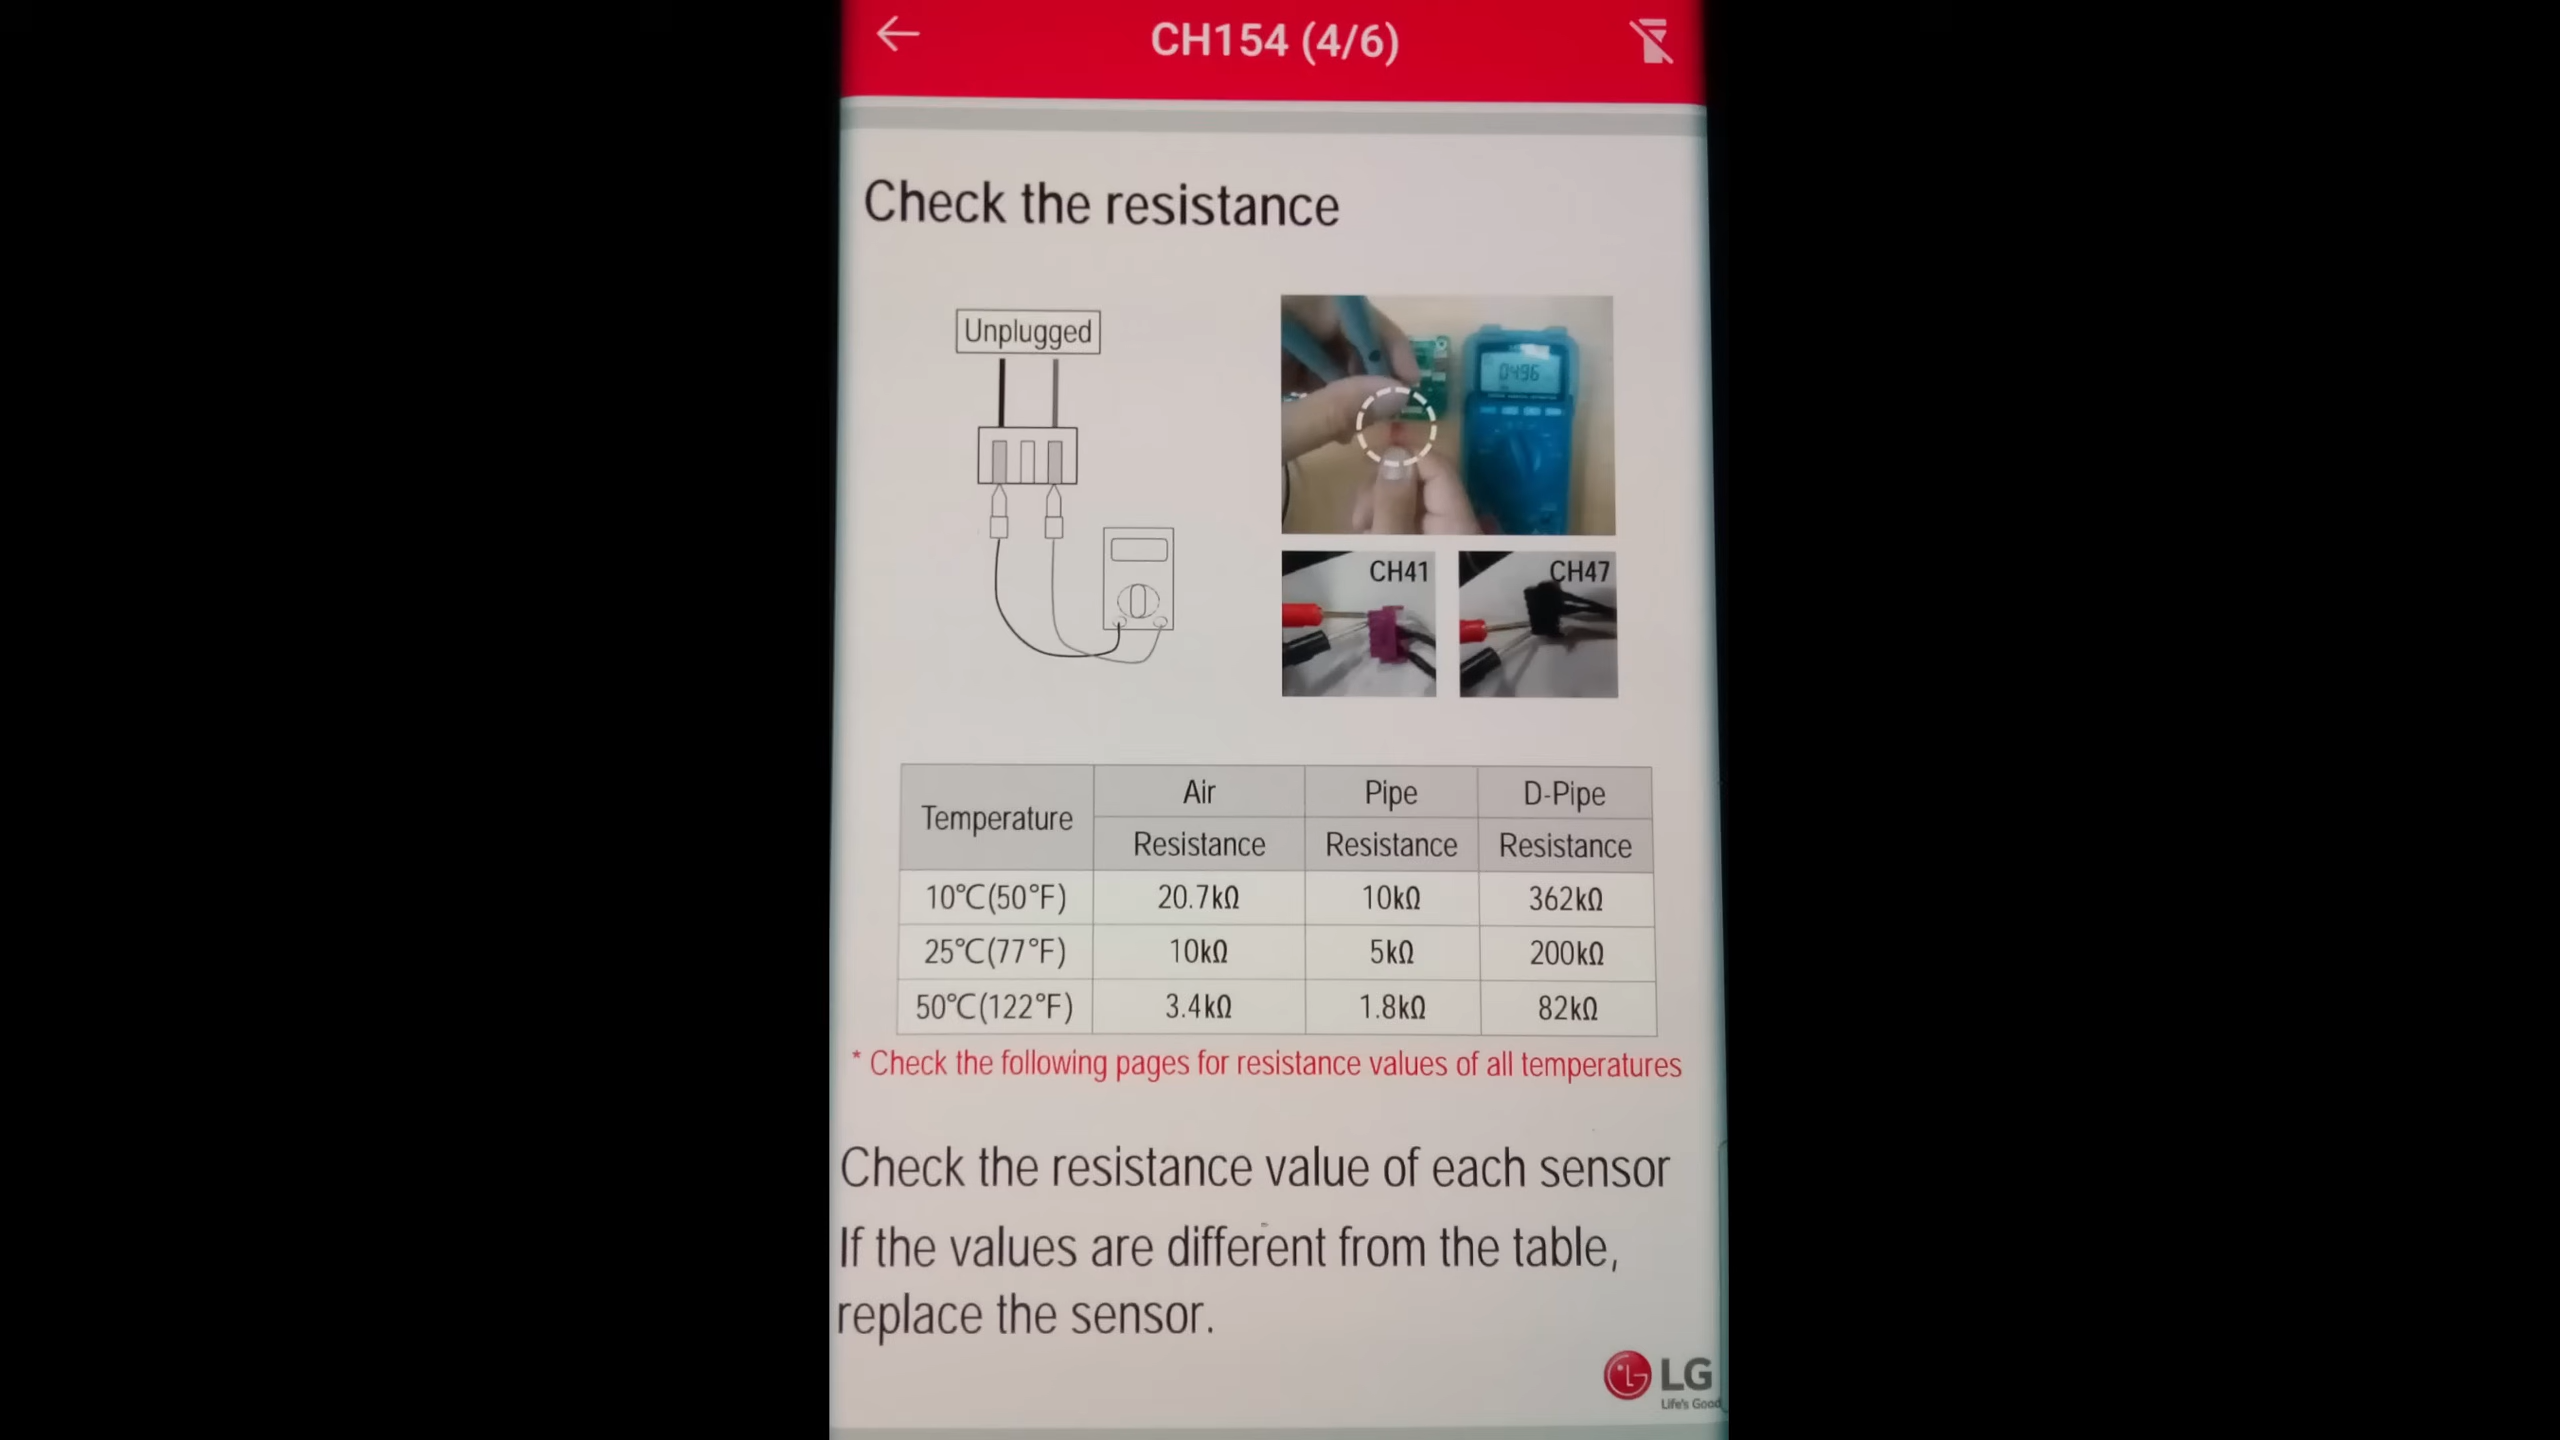 CH154 (4/6)
Check the resistance
Unplugged
0496
CH41
CH47
Temperature Air Pipe D-Pipe
Resistance Resistance Resistance
10℃(50°F) 20.7kΩ 10kΩ 362kΩ
25℃(77°F) 10kΩ 5kΩ 200kΩ
50℃(122°F) 3.4kΩ 1.8kΩ 82kΩ
* Check the following pages for resistance values of all temperatures
Check the resistance value of each sensor
If the values are different from the table,
replace the sensor.
LG
Life's Good